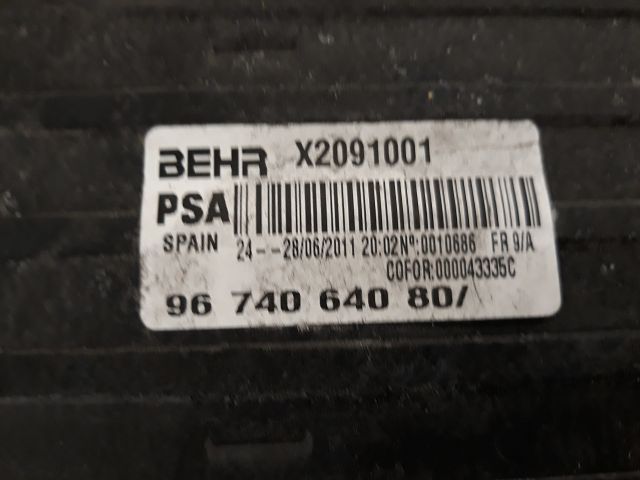 BEHR X2091001
PSA
SPAIN 24--28/06/2011 20:02Nº:0010686 FR 9/A
COFOR:000043335C
96 740 640 80/